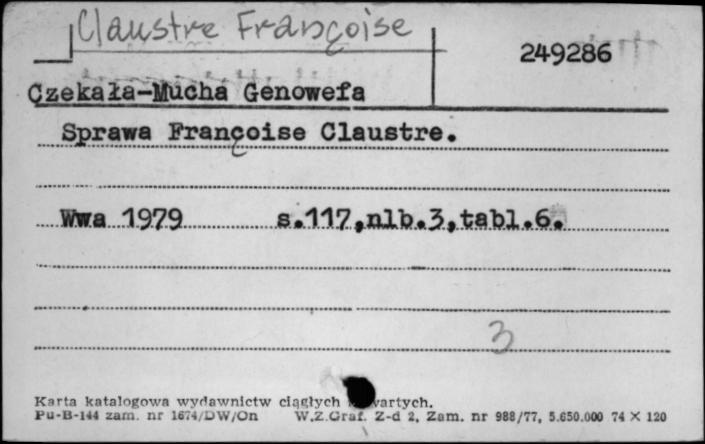 Claustre Françoise
249286
Czekała-Mucha Genowefa
Sprawa Françoise Claustre.
Wwa 1979 s.117,nlb.3,tabl.6.
3
Karta katalogowa wydawnictw ciągłych
Pu-B-144 zam. nr 1674/DW/On W.Z.Graf. Z-d 2, Zam. nr 988/77, 5.650.000 74 X 120